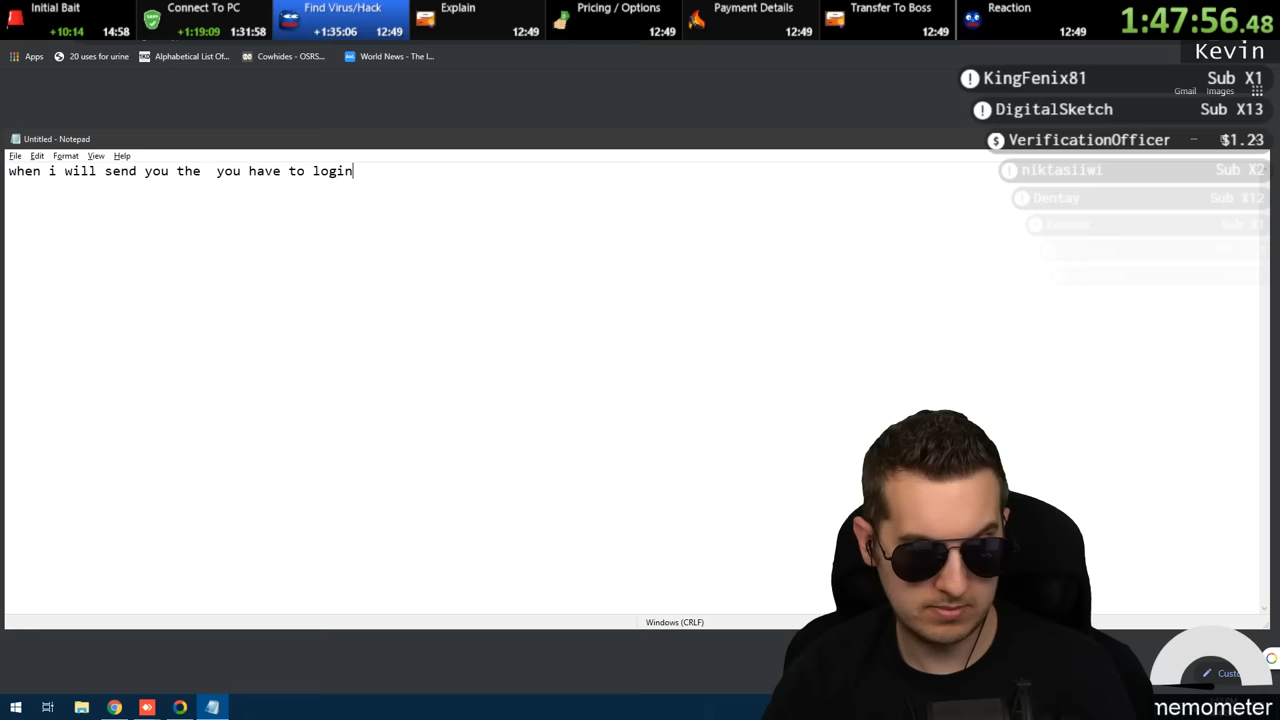 Initial Bait
+10:14 14:58
Connect To PC
+1:19:09 1:31:58
Find Virus/Hack
+1:35:06 12:49
Explain
12:49
Pricing / Options
12:49
Payment Details
12:49
Transfer To Boss
12:49
Reaction
12:49
1:47:56.48
Kevin
Apps
20 uses for urine
Alphabetical List Of...
Cowhides - OSRS...
World News - The I...
KingFenix81 Sub X1
Gmail Images
DigitalSketch Sub X13
VerificationOfficer - $1.23
niktasiiwi Sub X2
Dentay Sub X12
Untitled - Notepad
File Edit Format View Help
when i will send you the  you have to login
Windows (CRLF)
memometer